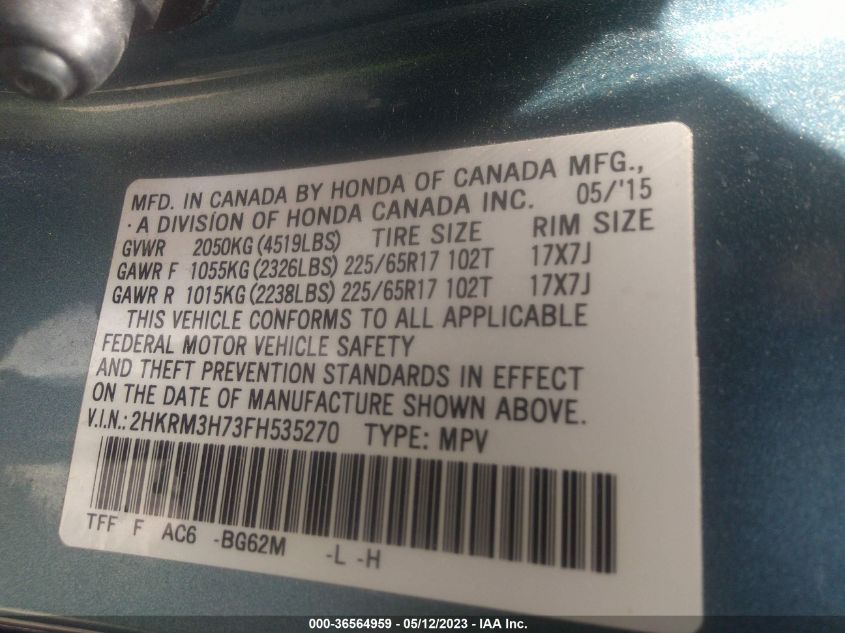 MFD. IN CANADA BY HONDA OF CANADA MFG.,
A DIVISION OF HONDA CANADA INC. 05/'15
GVWR 2050KG (4519LBS) TIRE SIZE RIM SIZE
GAWR F 1055KG (2326LBS) 225/65R17 102T 17X7J
GAWR R 1015KG (2238LBS) 225/65R17 102T 17X7J
THIS VEHICLE CONFORMS TO ALL APPLICABLE
FEDERAL MOTOR VEHICLE SAFETY
AND THEFT PREVENTION STANDARDS IN EFFECT
ON THE DATE OF MANUFACTURE SHOWN ABOVE.
V.I.N.: 2HKRM3H73FH535270 TYPE: MPV
TFF F AC6 -BG62M -L -H
000-36564959 - 05/12/2023 - IAA Inc.